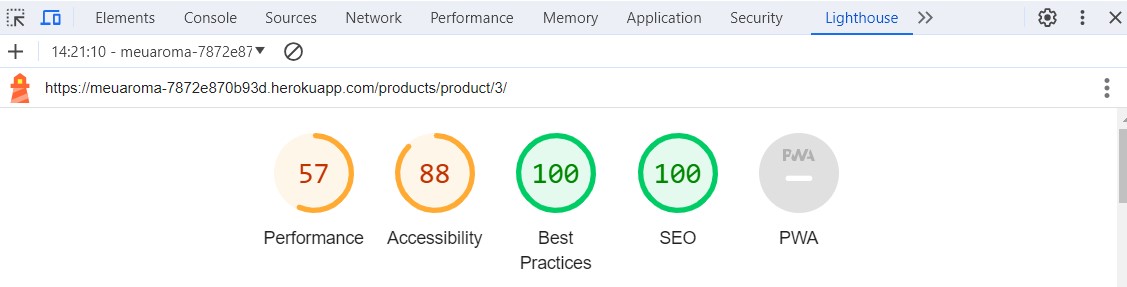 Elements Console Sources Network Performance Memory Application Security Lighthouse
14:21:10 - meuaroma-7872e87
https://meuaroma-7872e870b93d.herokuapp.com/products/product/3/
57 88 100 100 PWA
Performance Accessibility Best Practices SEO PWA